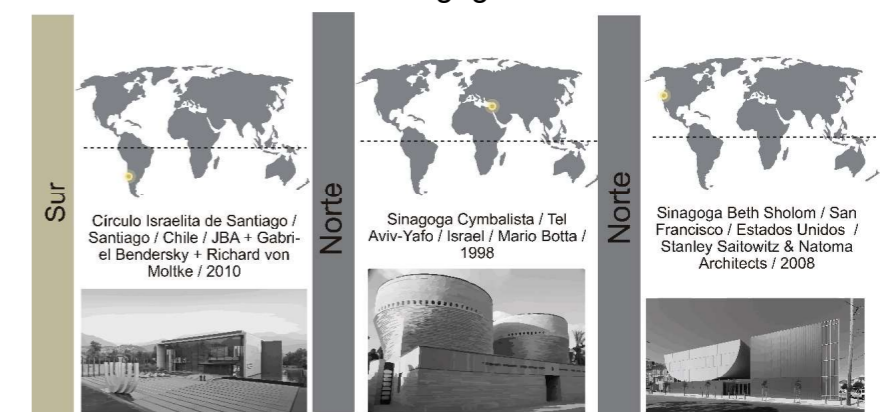 Sur
Círculo Israelita de Santiago /
Santiago / Chile / JBA + Gabri-
el Bendersky + Richard von
Moltke / 2010
Norte
Sinagoga Cymbalista / Tel
Aviv-Yafo / Israel / Mario Botta /
1998
Norte
Sinagoga Beth Sholom / San
Francisco / Estados Unidos /
Stanley Saitowitz & Natoma
Architects / 2008